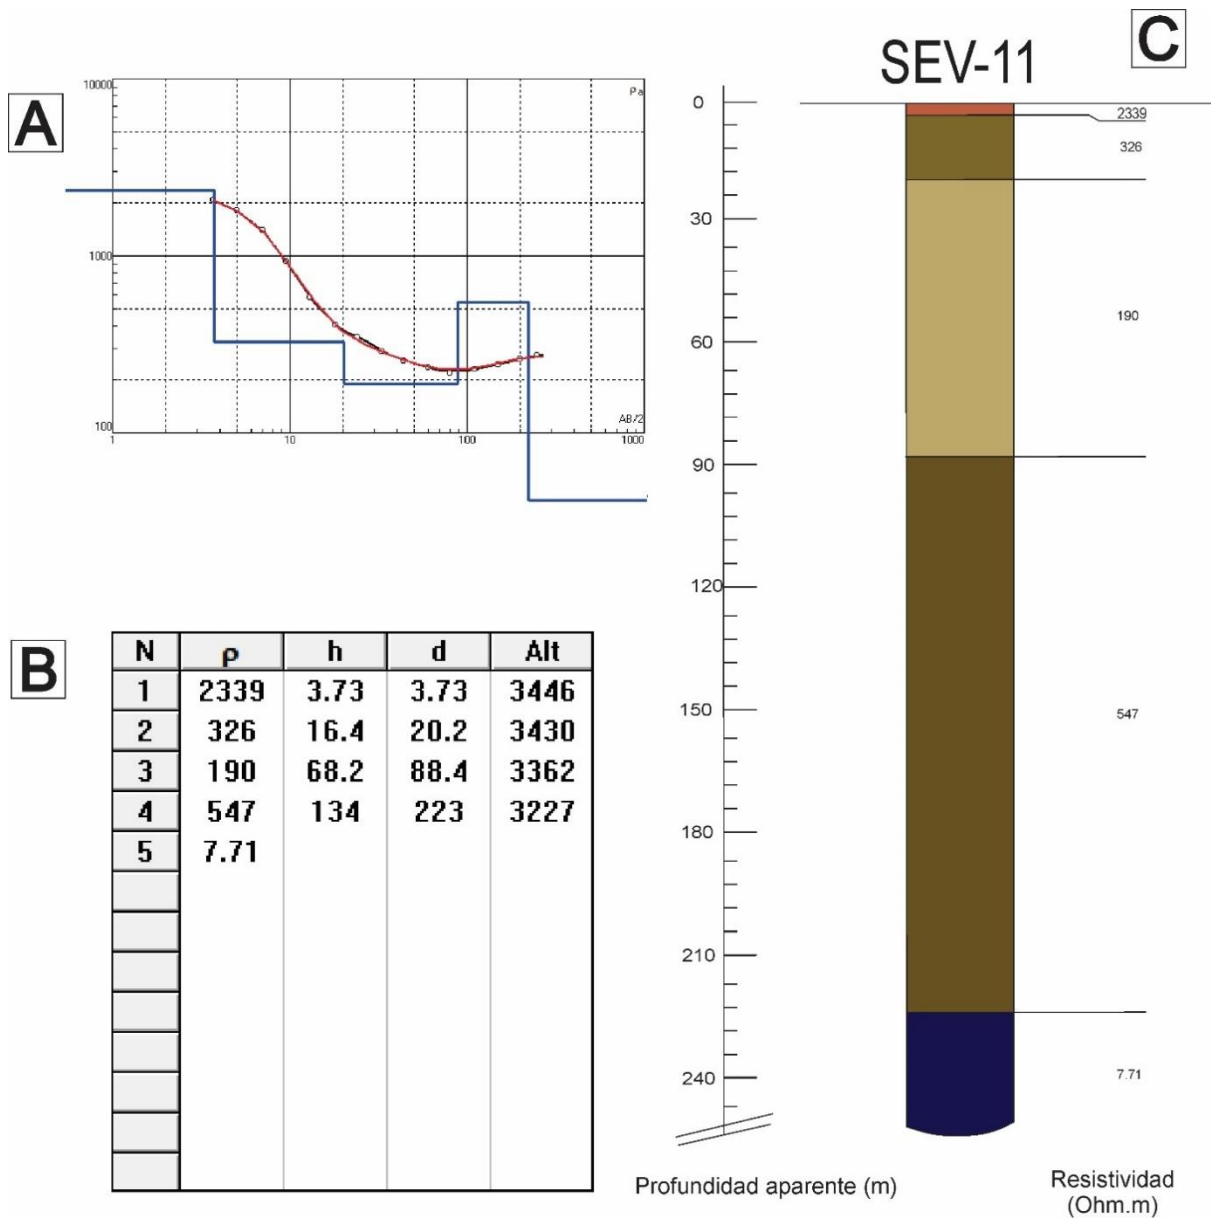 A
10000
1000
100
1
10
100
1000
Pa
AB/2
B
N ρ h d Alt
1 2339 3.73 3.73 3446
2 326 16.4 20.2 3430
3 190 68.2 88.4 3362
4 547 134 223 3227
5 7.71
C
SEV-11
0
30
60
90
120
150
180
210
240
2339
326
190
547
7.71
Profundidad aparente (m)
Resistividad
(Ohm.m)